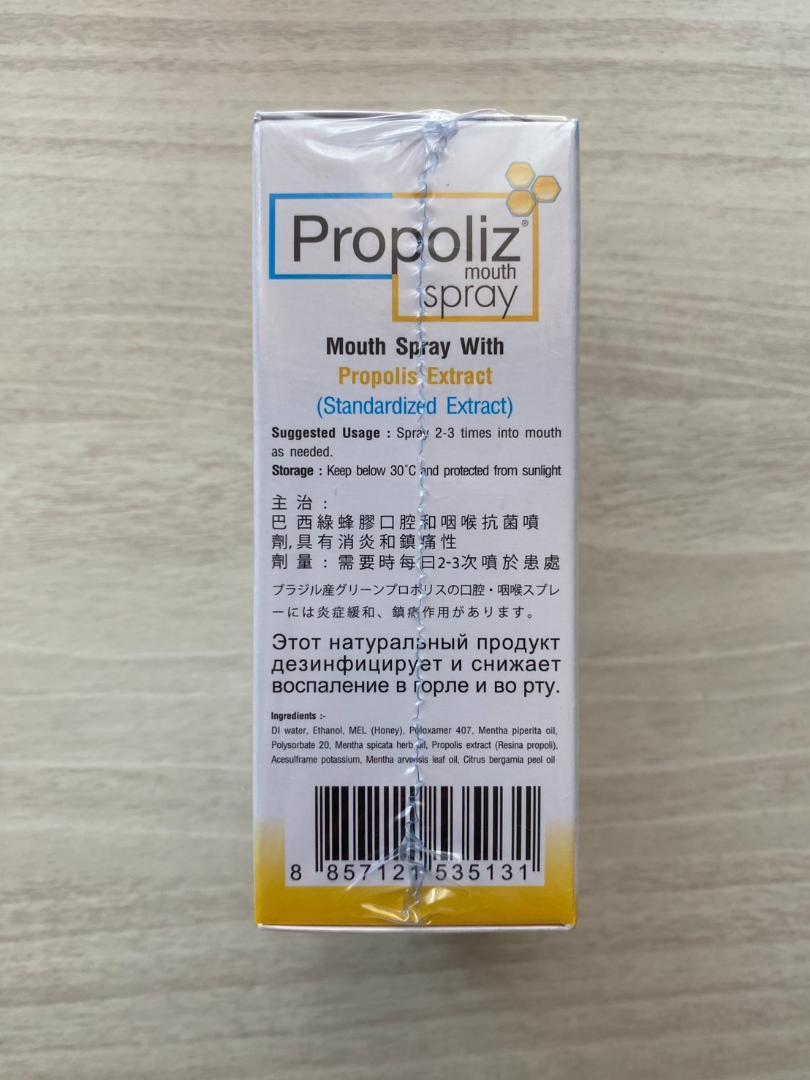 Propoliz®
mouth
spray
Mouth Spray With
Propolis Extract
(Standardized Extract)
Suggested Usage : Spray 2-3 times into mouth
as needed.
Storage : Keep below 30˚C and protected from sunlight
主 治 :
巴 西綠蜂膠口腔和咽喉抗菌噴
劑,具有消炎和鎮痛性
劑 量 : 需要時每曰2-3次噴於患處
ブラジル産グリーンプロポリスの口腔・咽喉スプレ
ーには炎症緩和、鎮痛作用があります。
Этот натуральный продукт
дезинфицирует и снижает
воспаление в горле и во рту.
Ingredients :-
DI water, Ethanol, MEL (Honey), Poloxamer 407, Mentha piperita oil,
Polysorbate 20, Mentha spicata herb oil, Propolis extract (Resina propoli),
Acesulframe potassium, Mentha arvensis leaf oil, Citrus bergamia peel oil
8 857121 535131